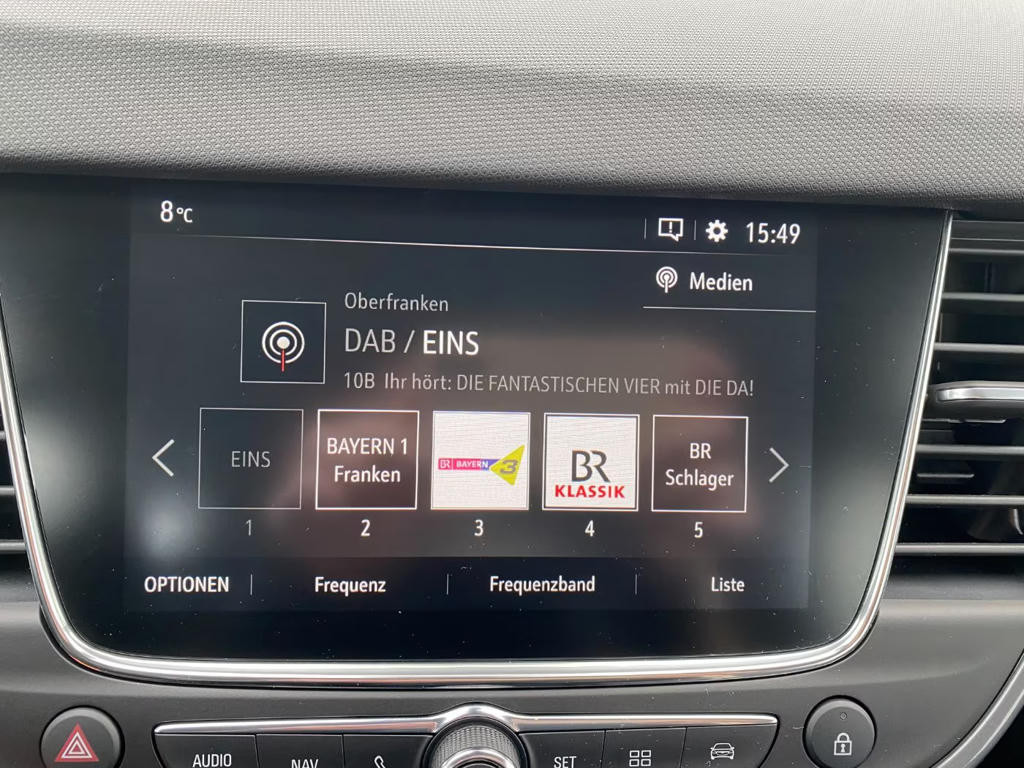 8°C
15:49
Medien
Oberfranken
DAB / EINS
10B Ihr hört: DIE FANTASTISCHEN VIER mit DIE DA!
EINS
BAYERN 1
Franken
BR BAYERN 3
BR
KLASSIK
BR
Schlager
1 2 3 4 5
OPTIONEN Frequenz Frequenzband Liste
AUDIO NAV SET